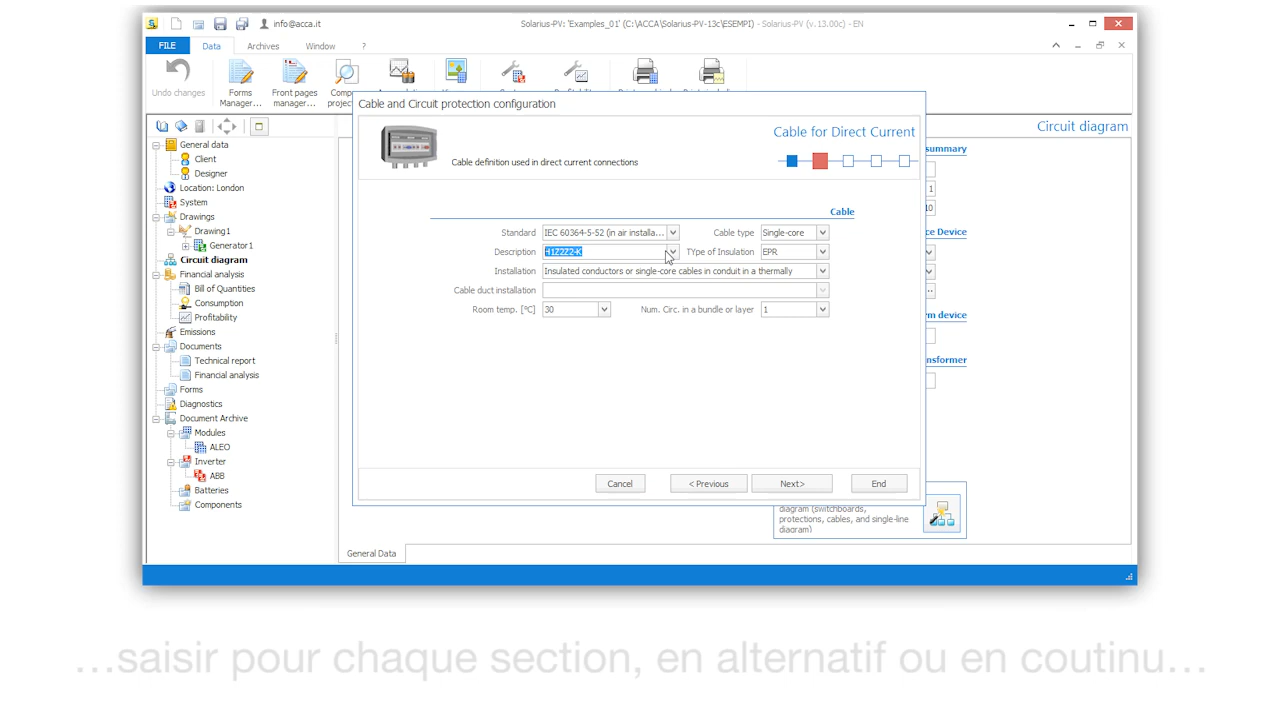 info@acca.it
Solarius-PV: 'Examples_01' (C:\ACCA\Solarius-PV-13c\ESEMPI) - Solarius-PV (v.13.00c) - EN
FILE
Data
Archives
Window
?
Undo changes
Forms
Manager...
Front pages
manager...
Cable and Circuit protection configuration
Circuit diagram
Cable for Direct Current
Cable definition used in direct current connections
General data
Client
Designer
Location: London
System
Drawings
Drawing1
Generator1
Circuit diagram
Financial analysis
Bill of Quantities
Consumption
Profitability
Emissions
Documents
Technical report
Financial analysis
Forms
Diagnostics
Document Archive
Modules
ALEO
Inverter
ABB
Batteries
Components
Cable
Standard
IEC 60364-5-52 (in air installa...
Cable type
Single-core
Description
H1Z2Z2-K
TYpe of Insulation
EPR
Installation
Insulated conductors or single-core cables in conduit in a thermally
Cable duct installation
Room temp. [°C]
30
Num. Circ. in a bundle or layer
1
Cancel
< Previous
Next>
End
summary
1
10
ce Device
rm device
nsformer
diagram (switchboards,
protections, cables, and single-line
diagram)
General Data
...saisir pour chaque section, en alternatif ou en coutinu...